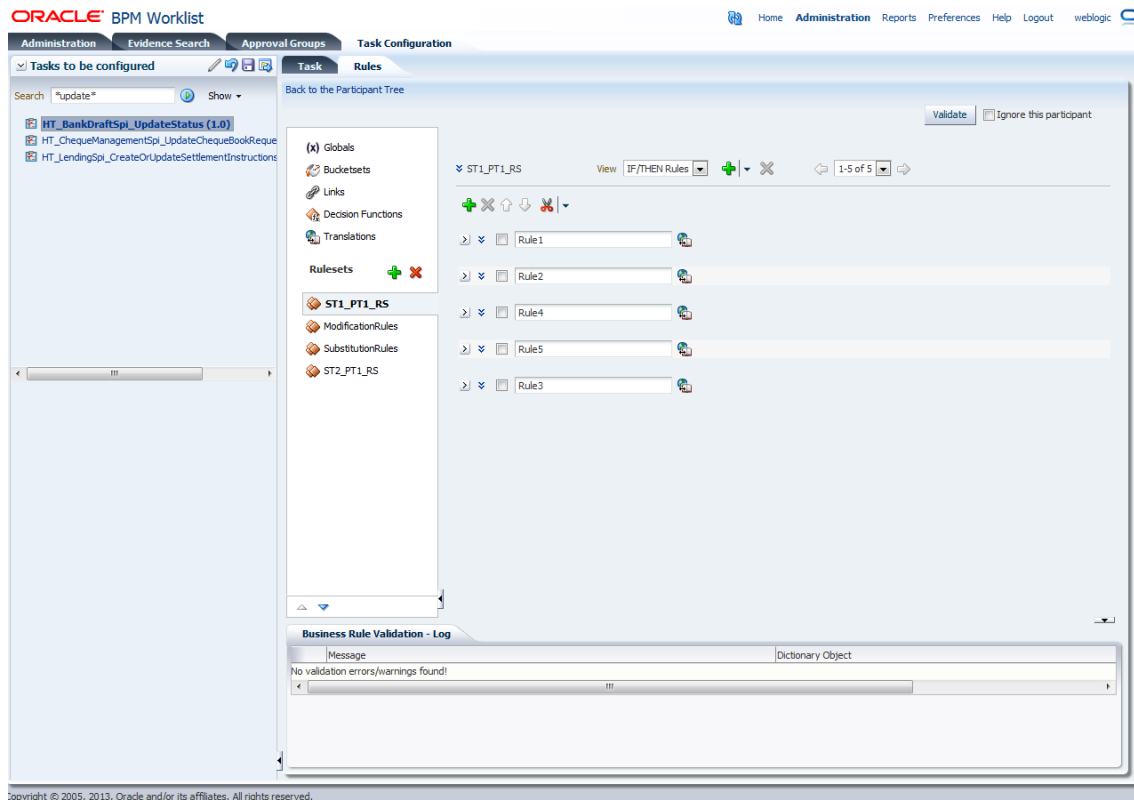 ORACLE BPM Worklist
Home Administration Reports Preferences Help Logout weblogic
Administration Evidence Search Approval Groups Task Configuration
Tasks to be configured
Search *update* Show
HT_BankDraftSpi_UpdateStatus (1.0)
HT_ChequeManagementSpi_UpdateChequeBookReque
HT_LendingSpi_CreateOrUpdateSettlementInstructions
Task Rules
Back to the Participant Tree
Validate Ignore this participant
(x) Globals
Bucketsets
Links
Decision Functions
Translations
Rulesets
ST1_PT1_RS
ModificationRules
SubstitutionRules
ST2_PT1_RS
ST1_PT1_RS View IF/THEN Rules 1-5 of 5
Rule1
Rule2
Rule4
Rule5
Rule3
Business Rule Validation - Log
Message Dictionary Object
No validation errors/warnings found!
Copyright © 2005, 2013, Oracle and/or its affiliates. All rights reserved.